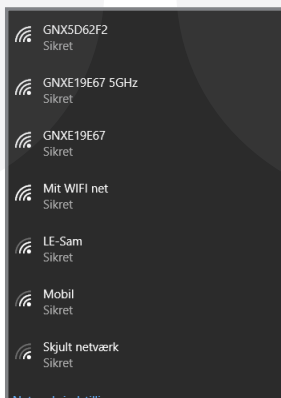 GNX5D62F2
Sikret
GNXE19E67 5GHz
Sikret
GNXE19E67
Sikret
Mit WIFI net
Sikret
LE-Sam
Sikret
Mobil
Sikret
Skjult netværk
Sikret